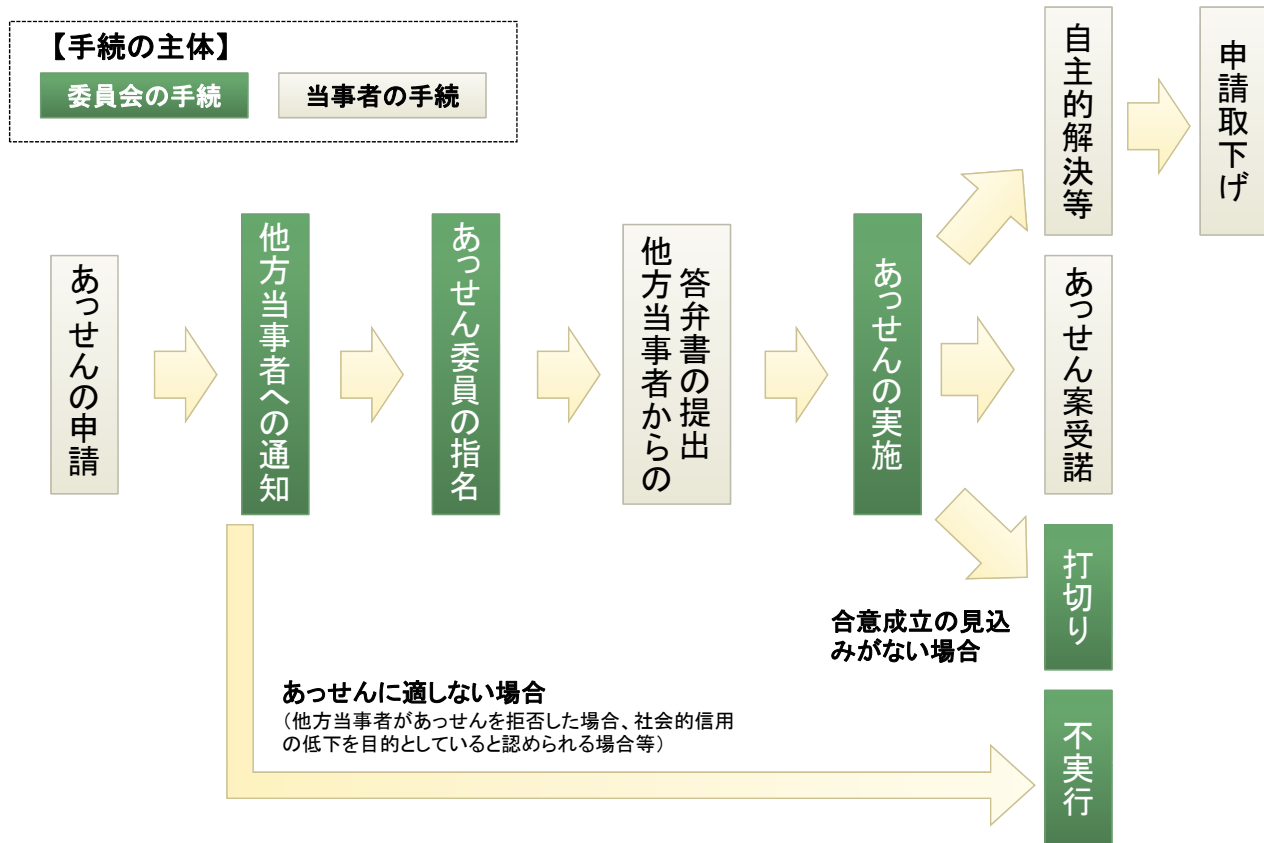 【手続の主体】
委員会の手続
当事者の手続
あっせんの申請
他方当事者への通知
あっせん委員の指名
他方当事者からの
答弁書の提出
あっせんの実施
自主的解決等
申請取下げ
あっせん案受諾
打切り
合意成立の見込
みがない場合
あっせんに適しない場合
（他方当事者があっせんを拒否した場合、社会的信用
の低下を目的としていると認められる場合等）
不実行